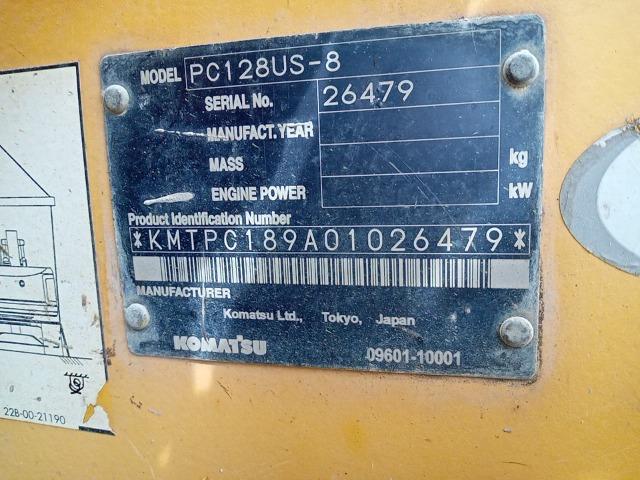 MODEL PC128US-8
SERIAL No. 26479
MANUFACT. YEAR
MASS kg
ENGINE POWER kW
Product Identification Number
*KMTPC189A01026479*
MANUFACTURER
Komatsu Ltd., Tokyo, Japan
KOMATSU 09601-10001
22B-00-21190